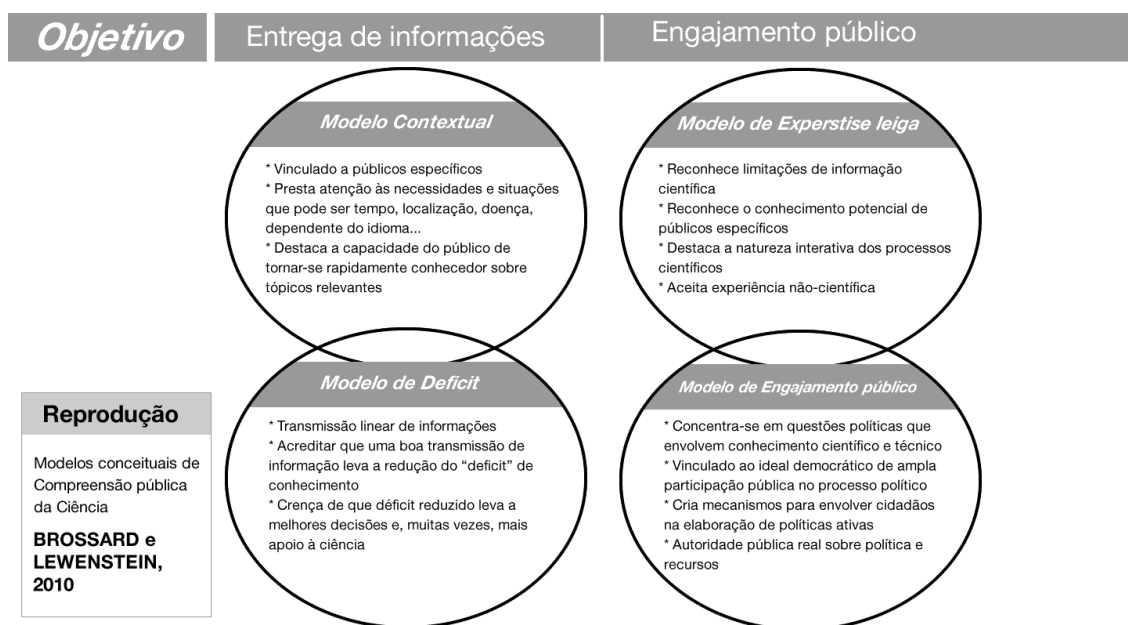 Objetivo
Entrega de informações
Engajamento público
Modelo Contextual
* Vinculado a públicos específicos
* Presta atenção às necessidades e situações
que pode ser tempo, localização, doença,
dependente do idioma...
* Destaca a capacidade do público de
tornar-se rapidamente conhecedor sobre
tópicos relevantes
Modelo de Experstise leiga
* Reconhece limitações de informação
científica
* Reconhece o conhecimento potencial de
públicos específicos
* Destaca a natureza interativa dos processos
científicos
* Aceita experiência não-científica
Modelo de Deficit
* Transmissão linear de informações
* Acreditar que uma boa transmissão de
informação leva a redução do “deficit” de
conhecimento
* Crença de que déficit reduzido leva a
melhores decisões e, muitas vezes, mais
apoio à ciência
Modelo de Engajamento público
* Concentra-se em questões políticas que
envolvem conhecimento científico e técnico
* Vinculado ao ideal democrático de ampla
participação pública no processo político
* Cria mecanismos para envolver cidadãos
na elaboração de políticas ativas
* Autoridade pública real sobre política e
recursos
Reprodução
Modelos conceituais de
Compreensão pública
da Ciência
BROSSARD e
LEWENSTEIN,
2010